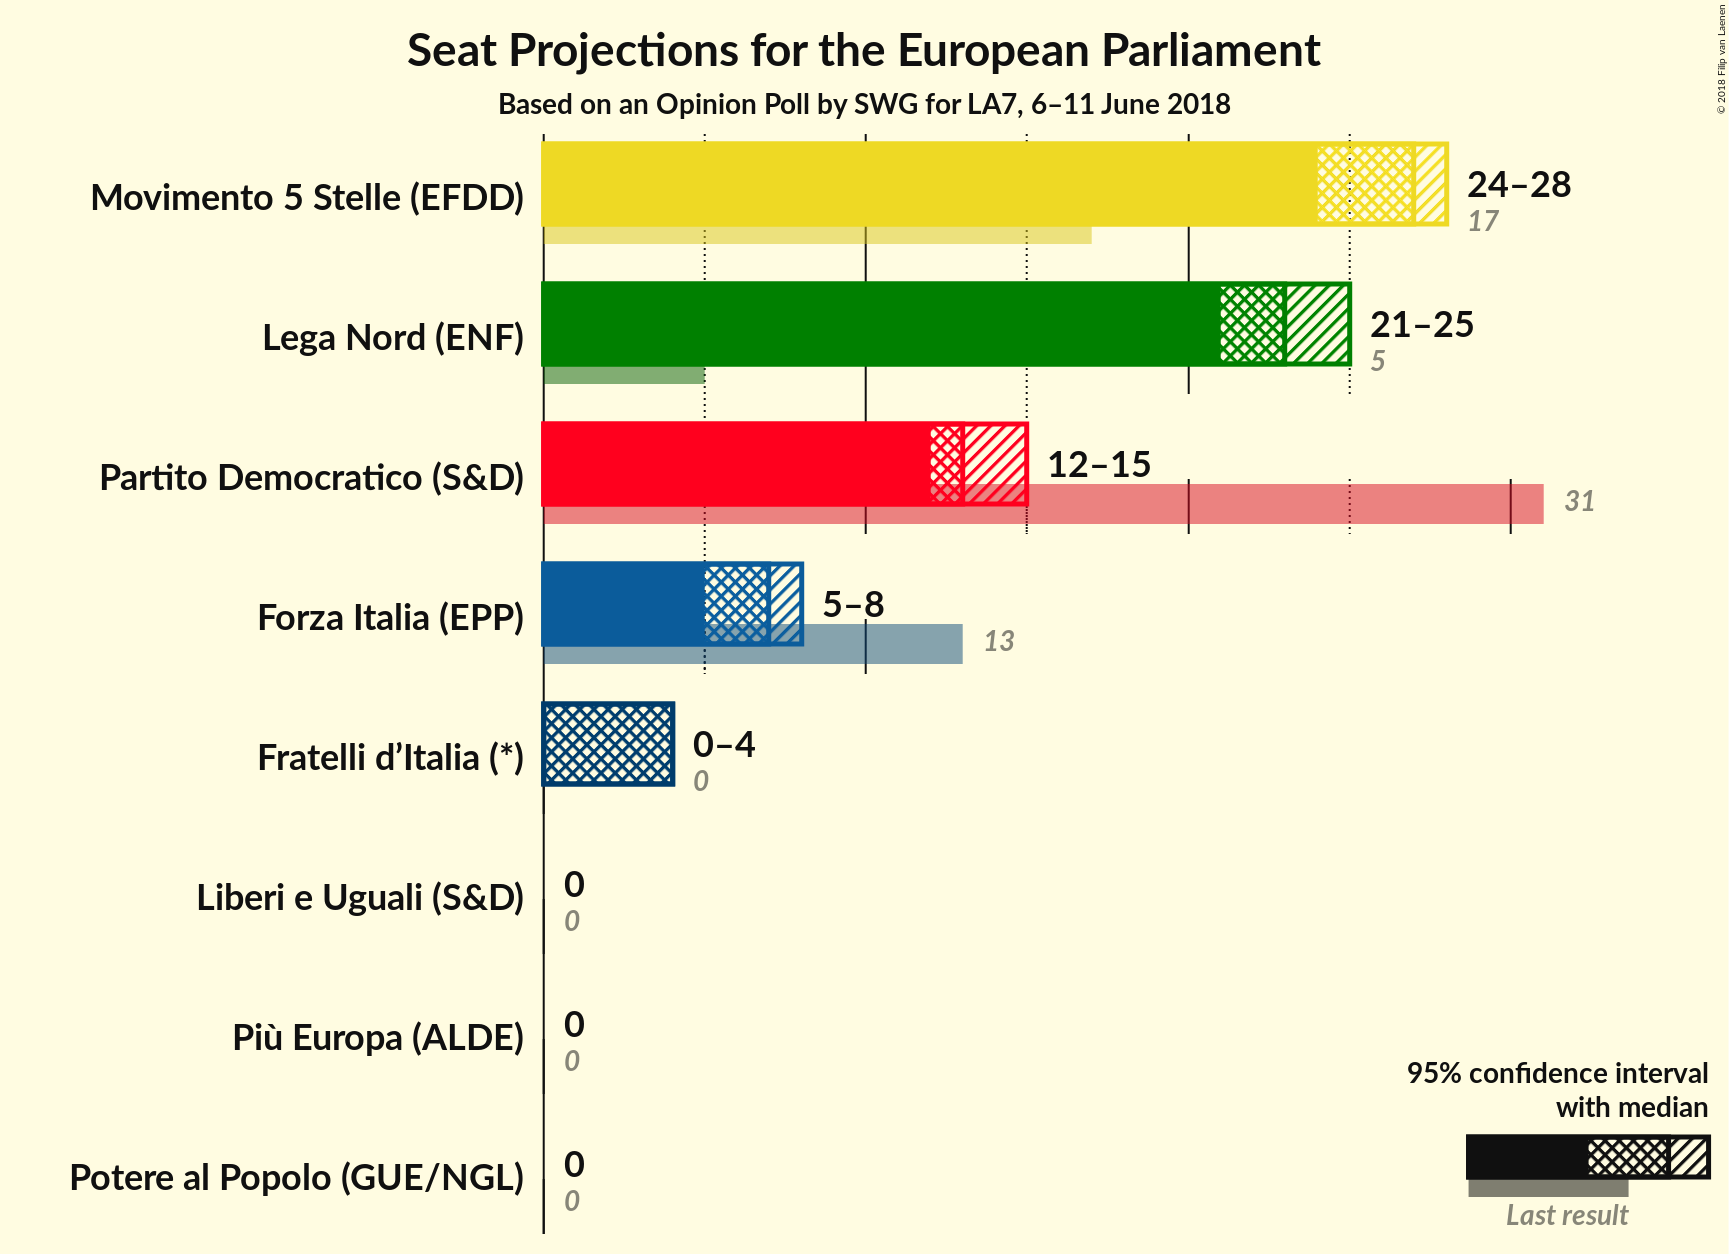 Seat Projections for the European Parliament
Based on an Opinion Poll by SWG for LA7, 6–11 June 2018
© 2018 Filip van Laenen
Movimento 5 Stelle (EFDD)
24–28
17
Lega Nord (ENF)
21–25
5
Partito Democratico (S&D)
12–15
31
Forza Italia (EPP)
5–8
13
Fratelli d’Italia (*)
0–4
0
Liberi e Uguali (S&D)
0
0
Più Europa (ALDE)
0
0
Potere al Popolo (GUE/NGL)
0
0
95% confidence interval
with median
Last result